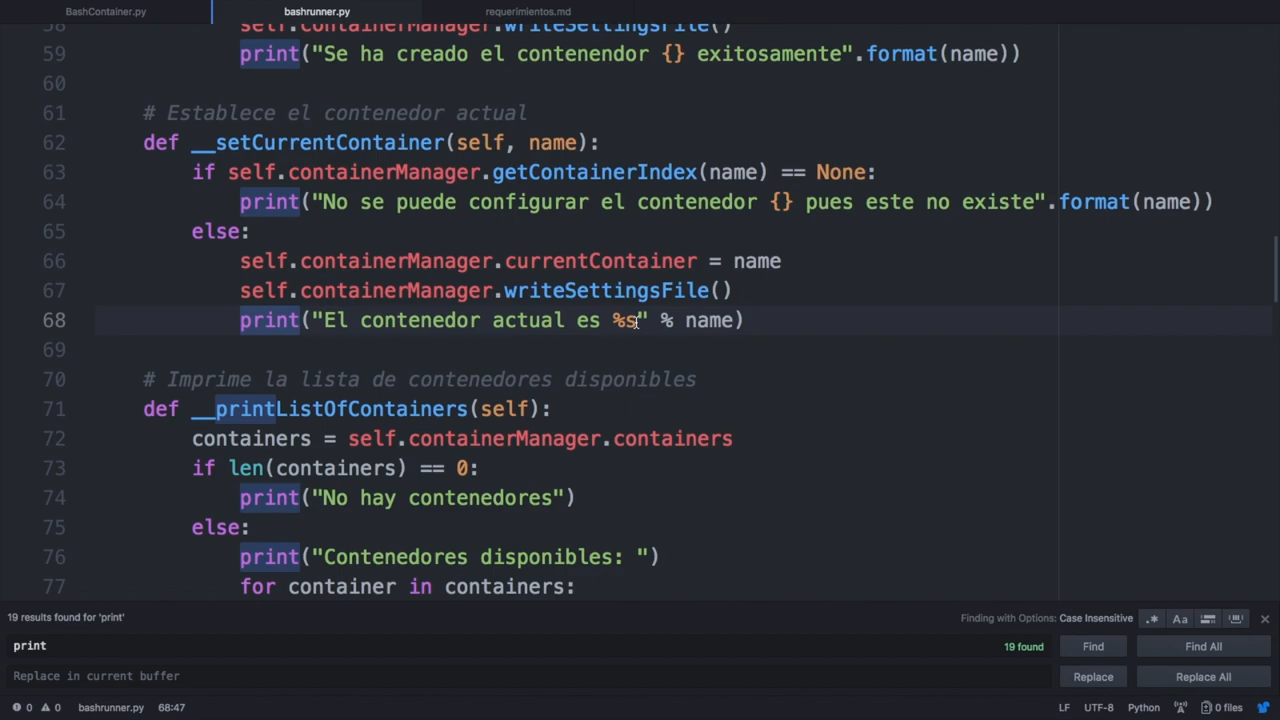 BashContainer.py bashrunner.py requerimientos.md
58 self.containerManager.writeSettingsFile()
59 print("Se ha creado el contenendor {} exitosamente".format(name))
60
61 # Establece el contenedor actual
62 def __setCurrentContainer(self, name):
63 if self.containerManager.getContainerIndex(name) == None:
64 print("No se puede configurar el contenedor {} pues este no existe".format(name))
65 else:
66 self.containerManager.currentContainer = name
67 self.containerManager.writeSettingsFile()
68 print("El contenedor actual es %s" % name)
69
70 # Imprime la lista de contenedores disponibles
71 def __printListOfContainers(self):
72 containers = self.containerManager.containers
73 if len(containers) == 0:
74 print("No hay contenedores")
75 else:
76 print("Contenedores disponibles: ")
77 for container in containers:
19 results found for 'print' Finding with Options: Case Insensitive .* Aa
print 19 found Find Find All
Replace in current buffer Replace Replace All
0 0 bashrunner.py 68:47 LF UTF-8 Python 0 files